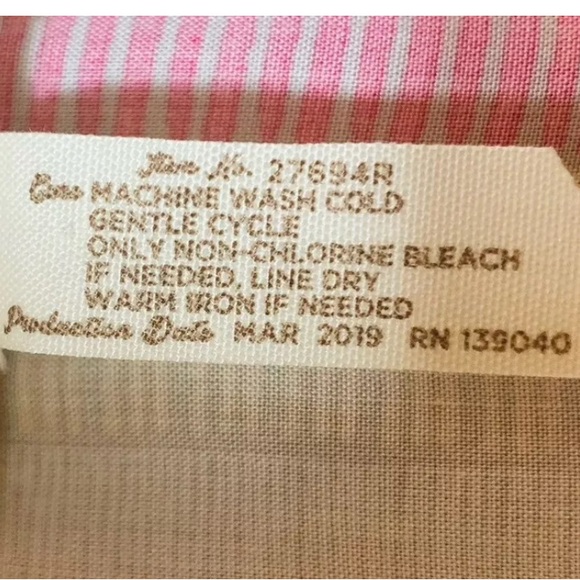 Item No. 27694R
Care MACHINE WASH COLD
GENTLE CYCLE
ONLY NON-CHLORINE BLEACH
IF NEEDED, LINE DRY
WARM IRON IF NEEDED
Production Date MAR 2019 RN 139040